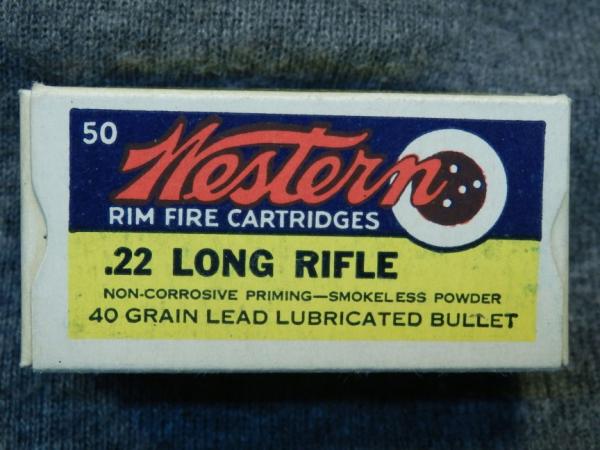 50
Western
RIM FIRE CARTRIDGES
.22 LONG RIFLE
NON-CORROSIVE PRIMING—SMOKELESS POWDER
40 GRAIN LEAD LUBRICATED BULLET